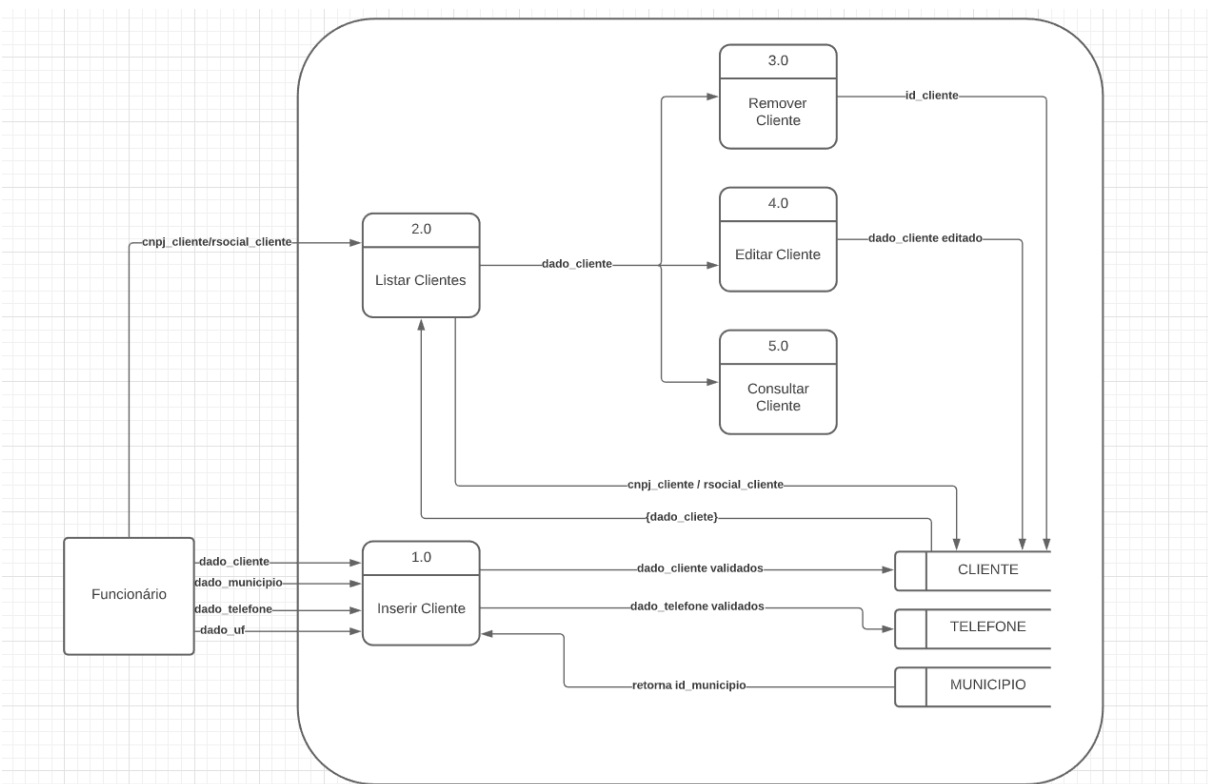 3.0
Remover
Cliente
id_cliente
4.0
Editar Cliente
dado_cliente editado
2.0
Listar Clientes
cnpj_cliente/rsocial_cliente
dado_cliente
5.0
Consultar
Cliente
cnpj_cliente / rsocial_cliente
{dado_cliete}
Funcionário
dado_cliente
dado_municipio
dado_telefone
dado_uf
1.0
Inserir Cliente
dado_cliente validados
CLIENTE
dado_telefone validados
TELEFONE
retorna id_municipio
MUNICIPIO